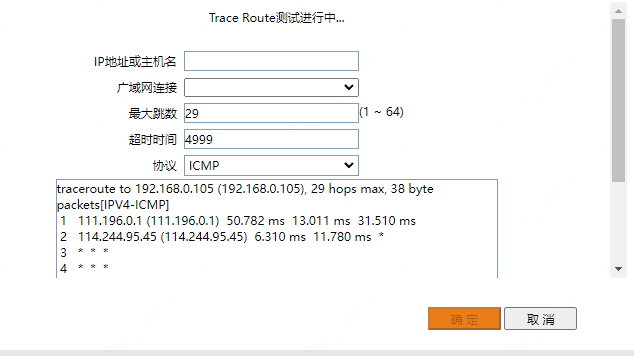 Trace Route测试进行中...
IP地址或主机名
广域网连接
最大跳数 29 (1 ~ 64)
超时时间 4999
协议 ICMP
traceroute to 192.168.0.105 (192.168.0.105), 29 hops max, 38 byte
packets[IPV4-ICMP]
1 111.196.0.1 (111.196.0.1) 50.782 ms 13.011 ms 31.510 ms
2 114.244.95.45 (114.244.95.45) 6.310 ms 11.780 ms *
3 * * *
4 * * *
确 定 取 消